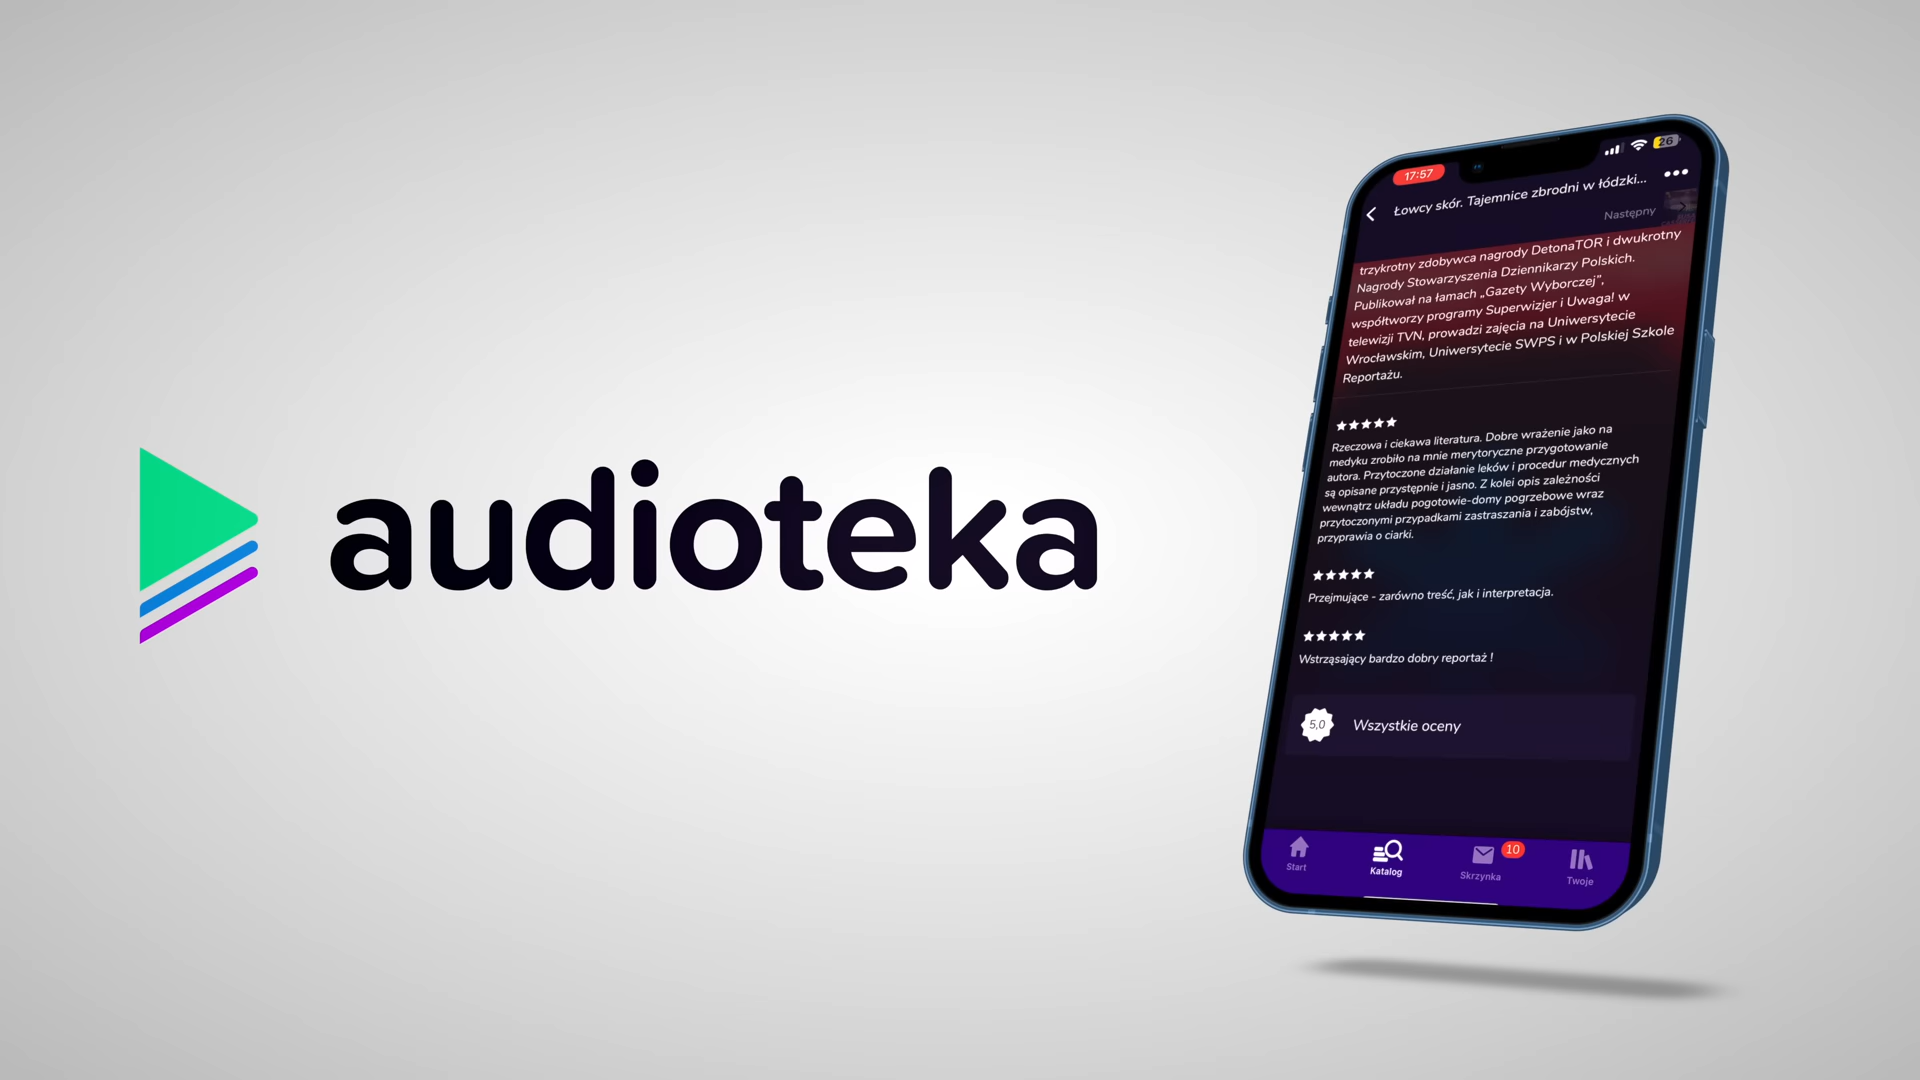 audioteka
17:57
26
Łowcy skór. Tajemnice zbrodni w łódzki...
Następny
trzykrotny zdobywca nagrody DetonaTOR i dwukrotny
Nagrody Stowarzyszenia Dziennikarzy Polskich.
Publikował na łamach „Gazety Wyborczej”,
współtworzy programy Superwizjer i Uwaga! w
telewizji TVN, prowadzi zajęcia na Uniwersytecie
Wrocławskim, Uniwersytecie SWPS i w Polskiej Szkole
Reportażu.
Rzeczowa i ciekawa literatura. Dobre wrażenie jako na
medyku zrobiło na mnie merytoryczne przygotowanie
autora. Przytoczone działanie leków i procedur medycznych
są opisane przystępnie i jasno. Z kolei opis zależności
wewnątrz układu pogotowie-domy pogrzebowe wraz
przytoczonymi przypadkami zastraszania i zabójstw,
przyprawia o ciarki.
Przejmujące - zarówno treść, jak i interpretacja.
Wstrząsający bardzo dobry reportaż !
5,0
Wszystkie oceny
Start
Katalog
Skrzynka
10
Twoje